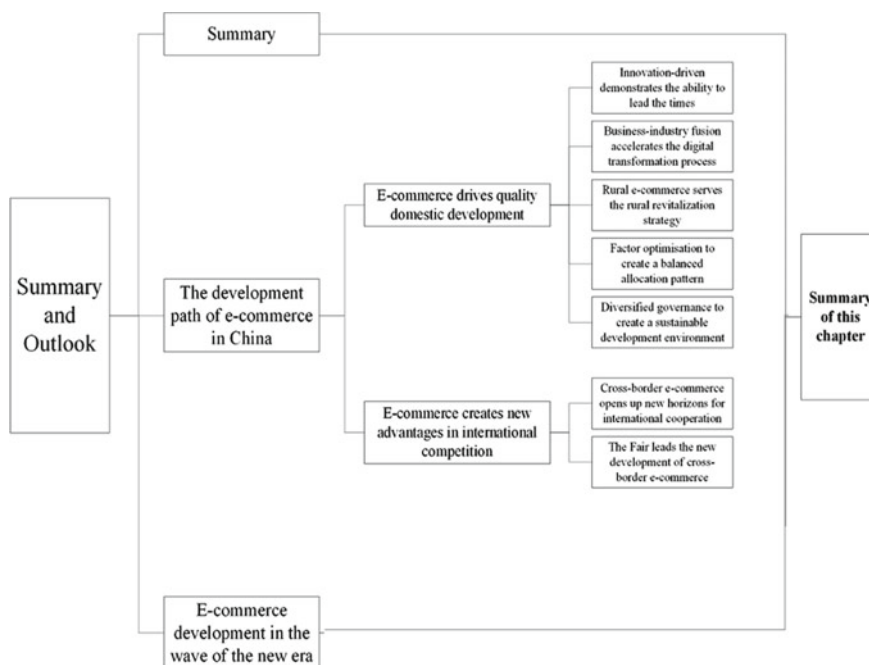 Summary
Innovation-driven
demonstrates the ability to
lead the times
Business-industry fusion
accelerates the digital
transformation process
E-commerce drives quality
domestic development
Rural e-commerce serves
the rural revitalization
strategy
Factor optimisation to
create a balanced
allocation pattern
Summary
and
Outlook
The development
path of e-commerce
in China
Diversified governance to
create a sustainable
development environment
Summary
of this
chapter
E-commerce creates new
advantages in international
competition
Cross-border e-commerce
opens up new horizons for
international cooperation
The Fair leads the new
development of cross-
border e-commerce
E-commerce
development in the
wave of the new era